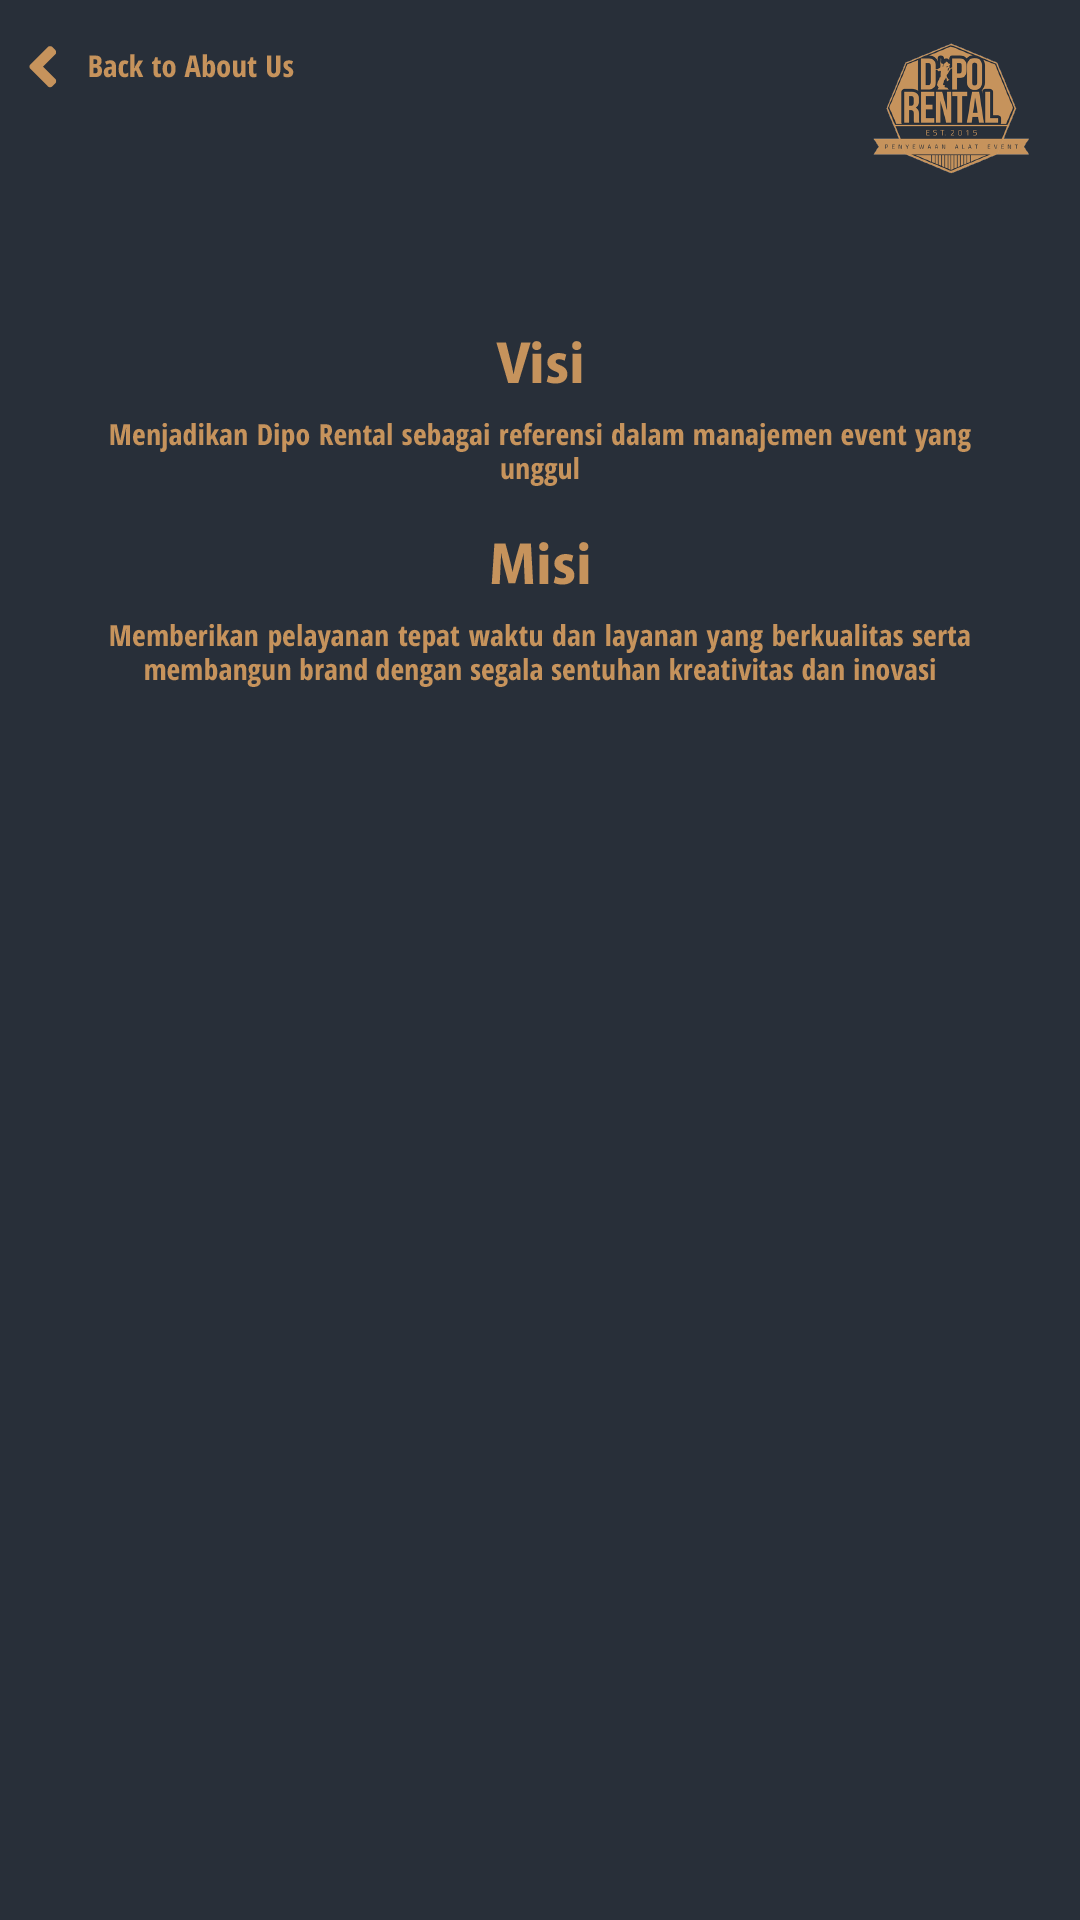 Back to About Us
DIPO
RENTAL
EST. 2015
PENYEWAAN ALAT EVENT
Visi
Menjadikan Dipo Rental sebagai referensi dalam manajemen event yang
unggul
Misi
Memberikan pelayanan tepat waktu dan layanan yang berkualitas serta
membangun brand dengan segala sentuhan kreativitas dan inovasi